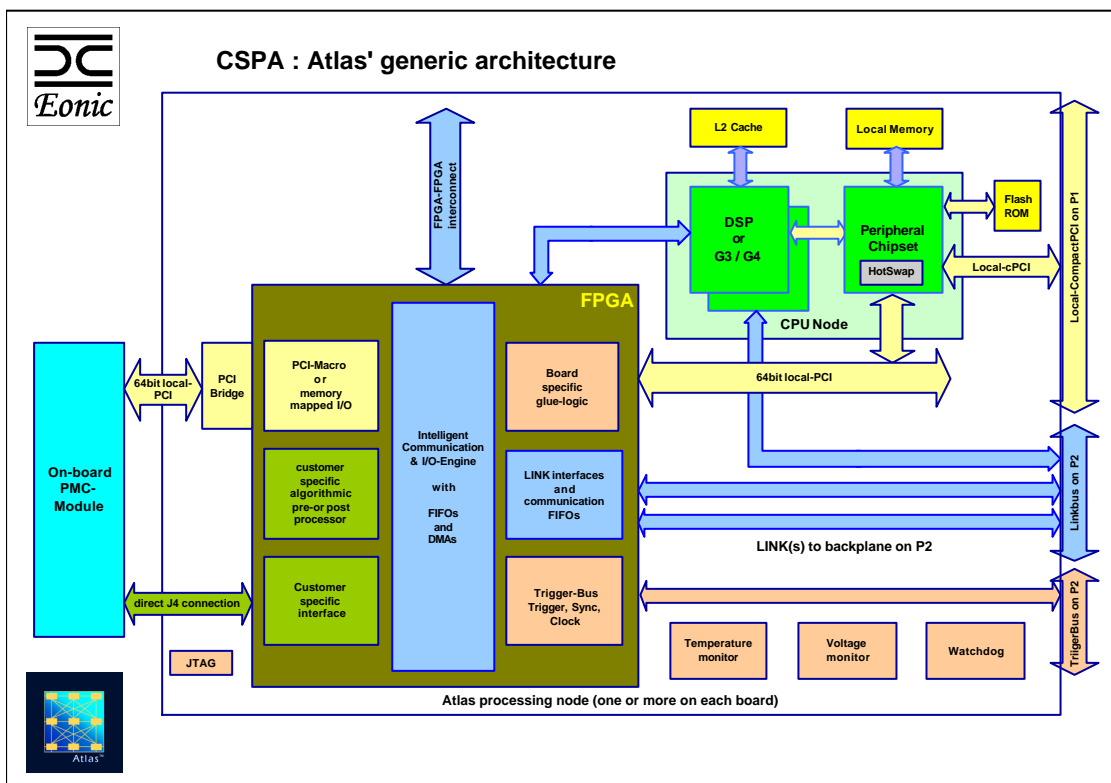 CSPA : Atlas' generic architecture
Eonic
L2 Cache
Local Memory
FPGA-FPGA
interconnect
DSP
or
G3 / G4
Peripheral
Chipset
HotSwap
Flash
ROM
Local-cPCI
CPU Node
Local-CompactPCI on P1
FPGA
64bit local-
PCI
PCI
Bridge
PCI-Macro
or
memory
mapped I/O
Board
specific
glue-logic
64bit local-PCI
On-board
PMC-
Module
customer
specific
algorithmic
pre-or post
processor
Intelligent
Communication
& I/O-Engine
with
FIFOs
and
DMAs
LINK interfaces
and
communication
FIFOs
LINK(s) to backplane on P2
Linkbus on P2
direct J4 connection
Customer
specific
interface
Trigger-Bus
Trigger, Sync,
Clock
TriigerBus on P2
JTAG
Temperature
monitor
Voltage
monitor
Watchdog
Atlas processing node (one or more on each board)
Atlas™